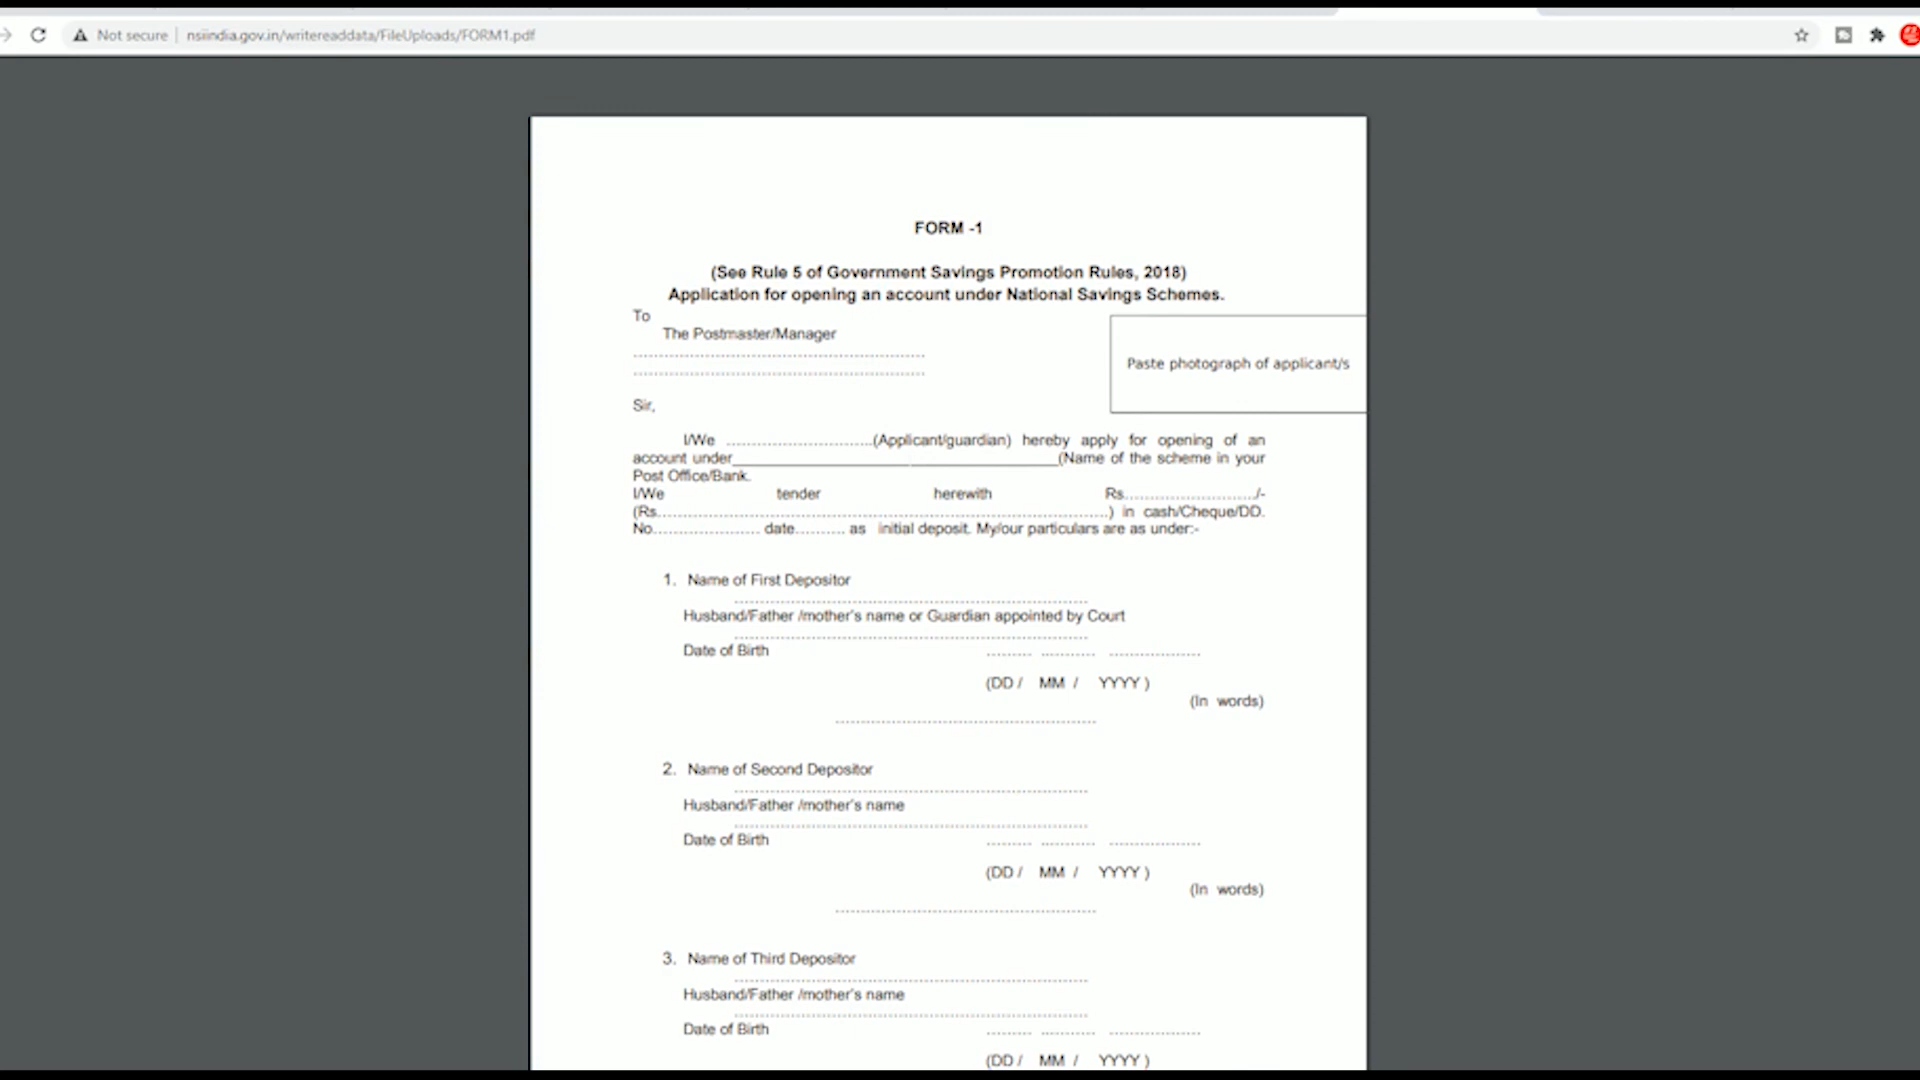 Not secure | nsiindia.gov.in/writereaddata/FileUploads/FORM1.pdf
FORM -1
(See Rule 5 of Government Savings Promotion Rules, 2018)
Application for opening an account under National Savings Schemes.
To
The Postmaster/Manager
Paste photograph of applicant/s
Sir,
I/We ..............................(Applicant/guardian) hereby apply for opening of an
account under____________________________________(Name of the scheme in your
Post Office/Bank.
I/We tender herewith Rs.........................../-
(Rs..........................................................................................) in cash/Cheque/DD.
No...................... date.......... as initial deposit. My/our particulars are as under:-
1. Name of First Depositor
Husband/Father /mother's name or Guardian appointed by Court
Date of Birth ......... ........... ...................
(DD / MM / YYYY )
(In words)
2. Name of Second Depositor
Husband/Father /mother's name
Date of Birth ......... ........... ...................
(DD / MM / YYYY )
(In words)
3. Name of Third Depositor
Husband/Father /mother's name
Date of Birth ......... ........... ...................
(DD / MM / YYYY )